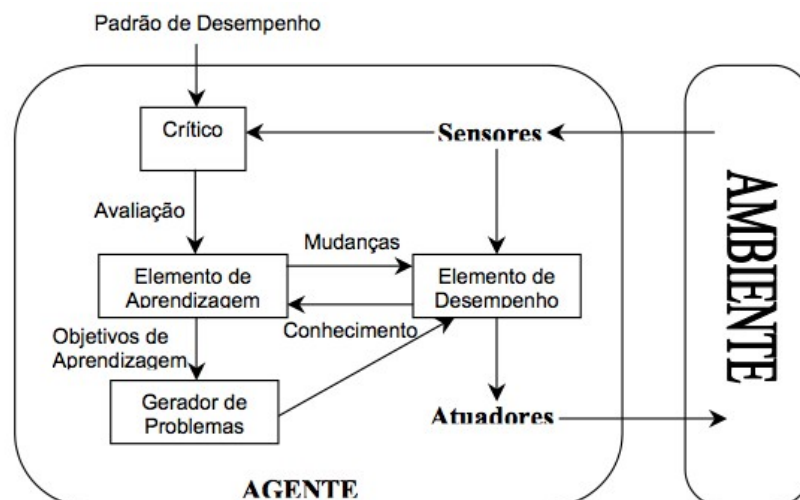 Padrão de Desempenho
Crítico
Sensores
Avaliação
Mudanças
Elemento de
Aprendizagem
Elemento de
Desempenho
Conhecimento
Objetivos de
Aprendizagem
Gerador de
Problemas
Atuadores
AGENTE
AMBIENTE